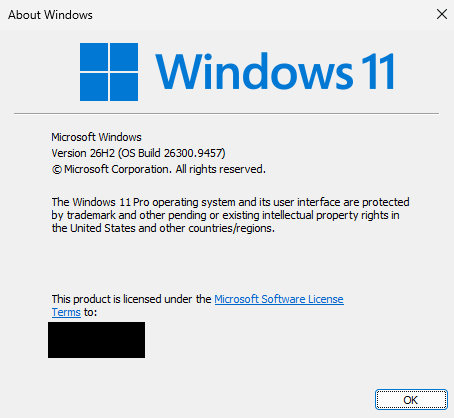 About Windows
Windows 11
Microsoft Windows
Version 26H2 (OS Build 26300.9457)
© Microsoft Corporation. All rights reserved.
The Windows 11 Pro operating system and its user interface are protected
by trademark and other pending or existing intellectual property rights in
the United States and other countries/regions.
This product is licensed under the Microsoft Software License
Terms to:
OK